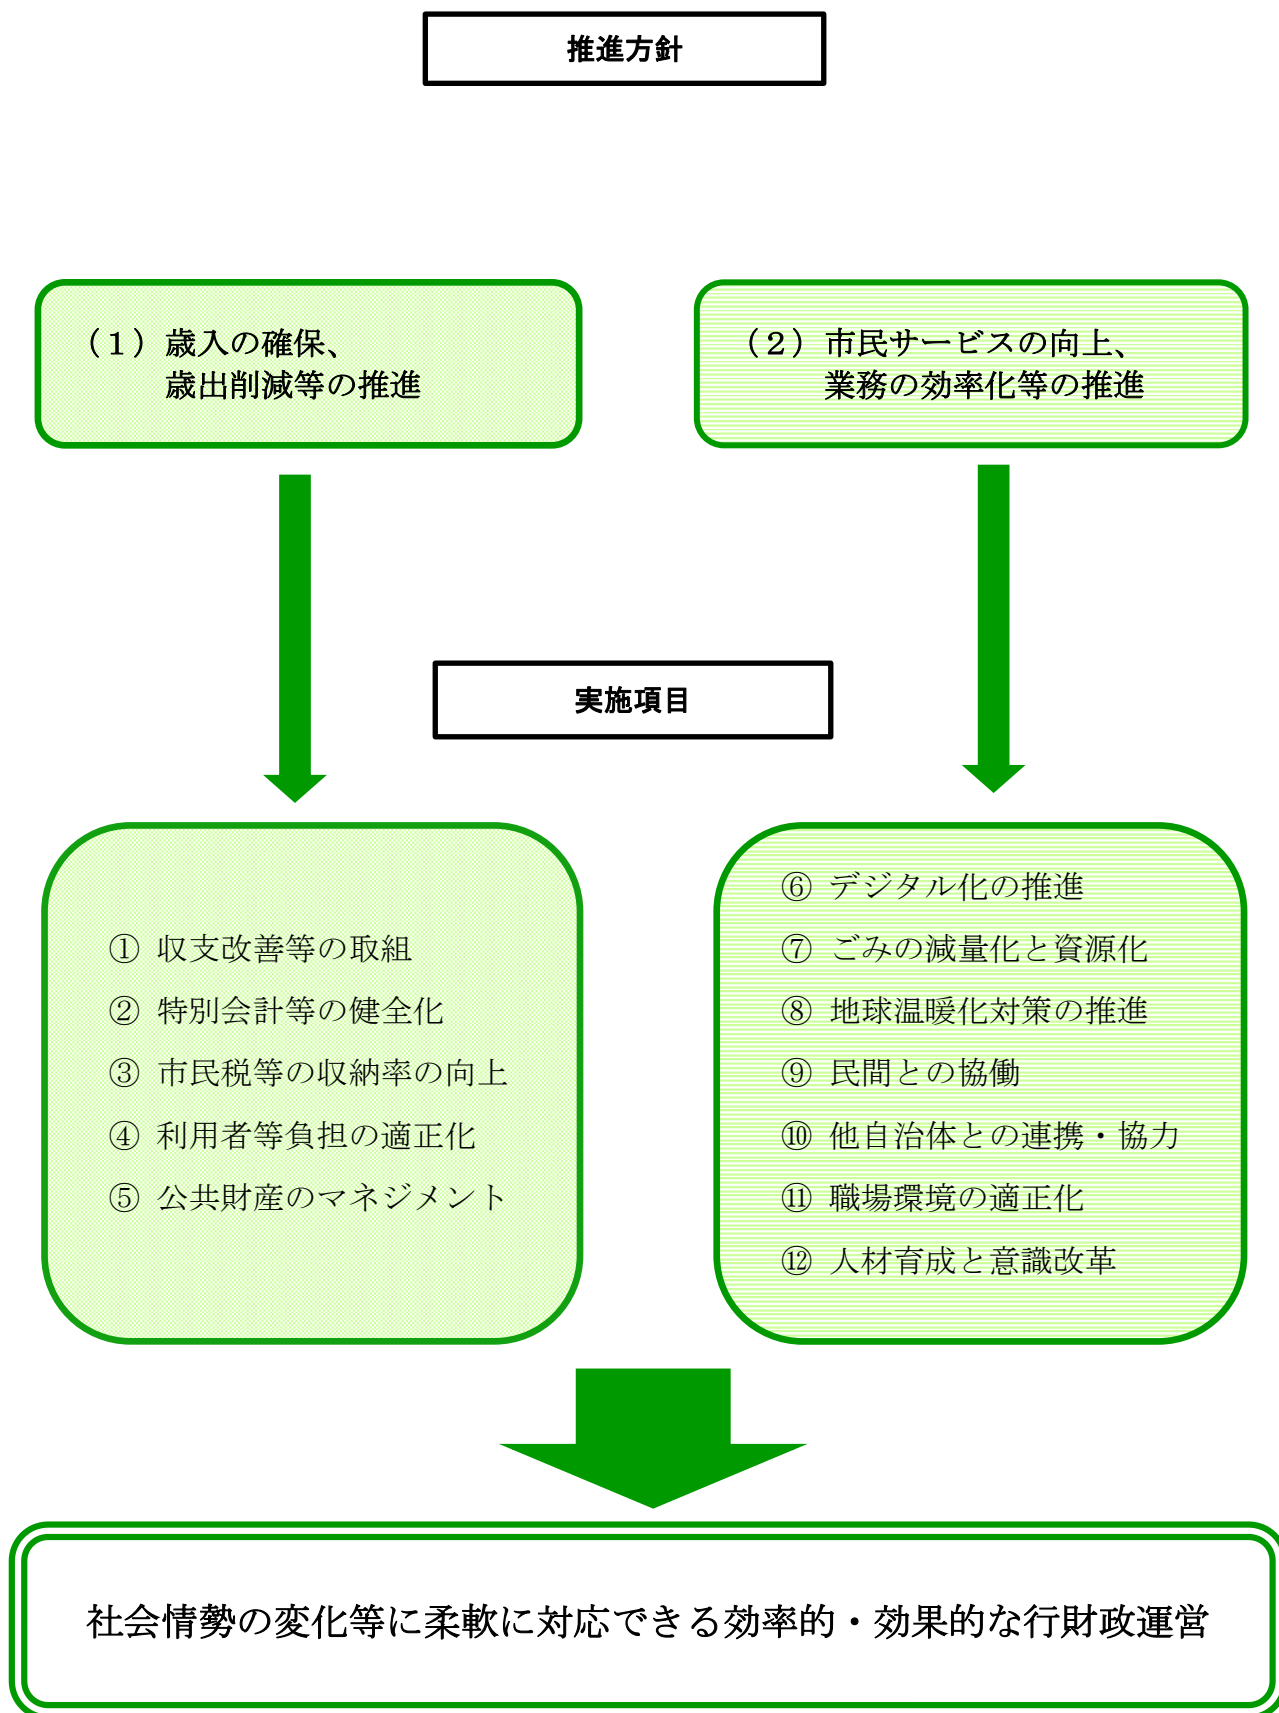 推進方針
（１）歳入の確保、
歳出削減等の推進
（２）市民サービスの向上、
業務の効率化等の推進
実施項目
① 収支改善等の取組
② 特別会計等の健全化
③ 市民税等の収納率の向上
④ 利用者等負担の適正化
⑤ 公共財産のマネジメント
⑥ デジタル化の推進
⑦ ごみの減量化と資源化
⑧ 地球温暖化対策の推進
⑨ 民間との協働
⑩ 他自治体との連携・協力
⑪ 職場環境の適正化
⑫ 人材育成と意識改革
社会情勢の変化等に柔軟に対応できる効率的・効果的な行財政運営